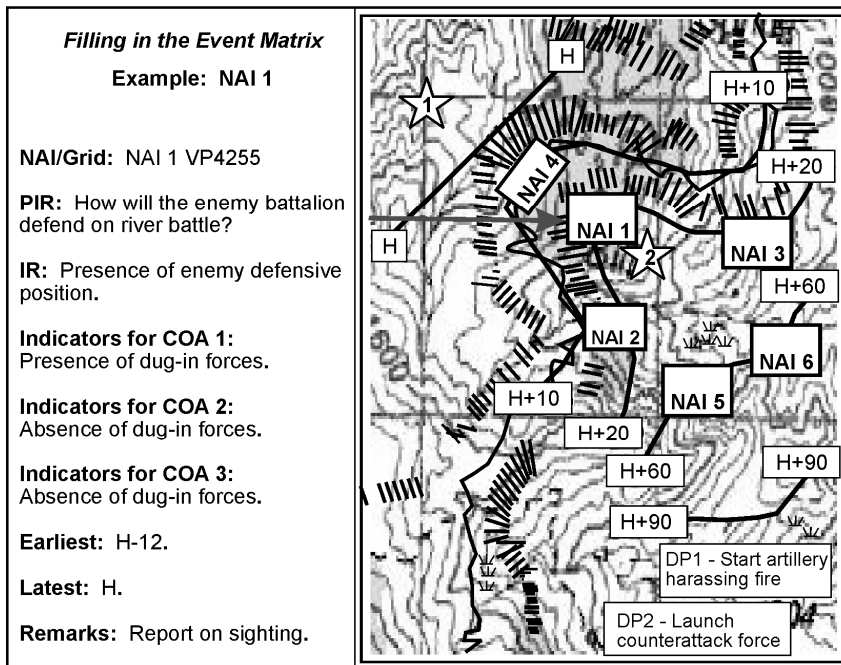 Filling in the Event Matrix
Example: NAI 1
NAI/Grid: NAI 1 VP4255
PIR: How will the enemy battalion
defend on river battle?
IR: Presence of enemy defensive
position.
Indicators for COA 1:
Presence of dug-in forces.
Indicators for COA 2:
Absence of dug-in forces.
Indicators for COA 3:
Absence of dug-in forces.
Earliest: H-12.
Latest: H.
Remarks: Report on sighting.
H
1
H+10
NAI 4
H+20
H
NAI 1
NAI 3
2
H+60
NAI 2
NAI 6
NAI 5
H+10
H+20
H+60
H+90
H+90
DP1 - Start artillery
harassing fire
DP2 - Launch
counterattack force